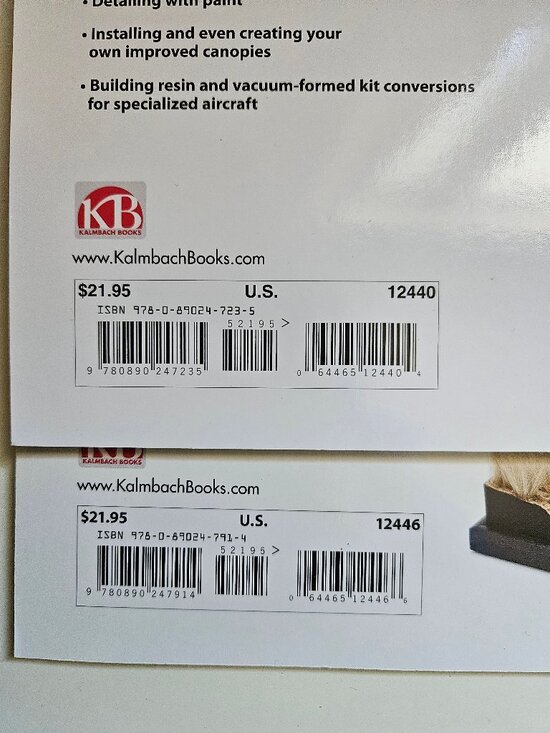 • Detailing with paint
• Installing and even creating your
own improved canopies
• Building resin and vacuum-formed kit conversions
for specialized aircraft
KB
KALMBACH BOOKS
www.KalmbachBooks.com
$21.95 U.S. 12440
ISBN 978-0-89024-723-5
52195 >
9 780890 247235
0 64465 12440 4
KALMBACH BOOKS
www.KalmbachBooks.com
$21.95 U.S. 12446
ISBN 978-0-89024-791-4
52195 >
9 780890 247914
0 64465 12446 6